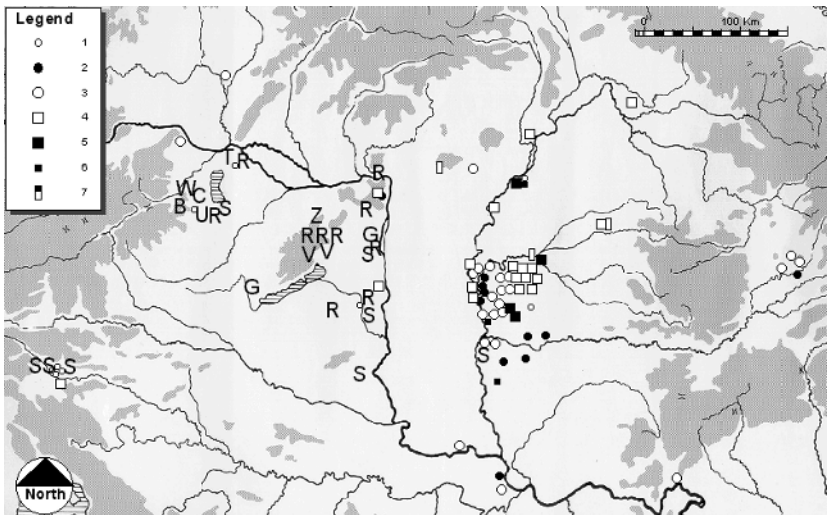 Legend
1
2
3
4
5
6
7
0 100 Km
T R
R
W C
B U R S
R
Z
R R R
V V
G
R
S
G
R
R
S
S
S
S S S
North